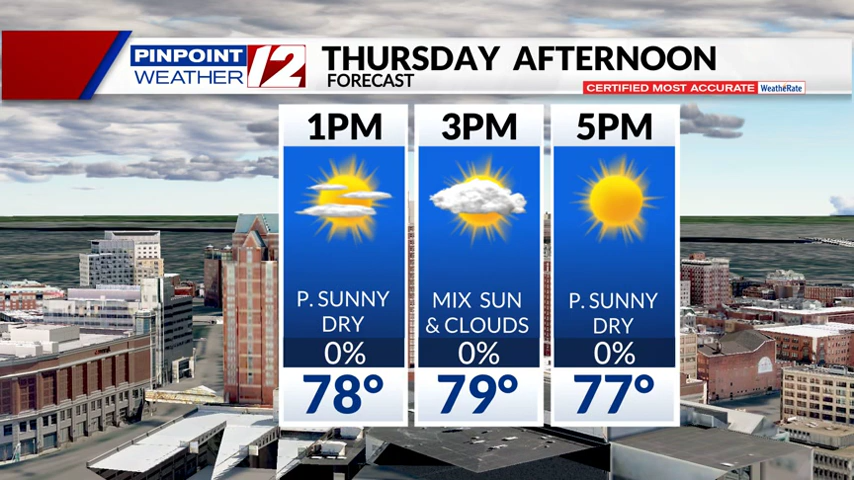 PINPOINT
WEATHER 12
THURSDAY AFTERNOON
FORECAST
CERTIFIED MOST ACCURATE WeatheRate
1PM 3PM 5PM
P. SUNNY
DRY
0%
78°
MIX SUN
& CLOUDS
0%
79°
P. SUNNY
DRY
0%
77°